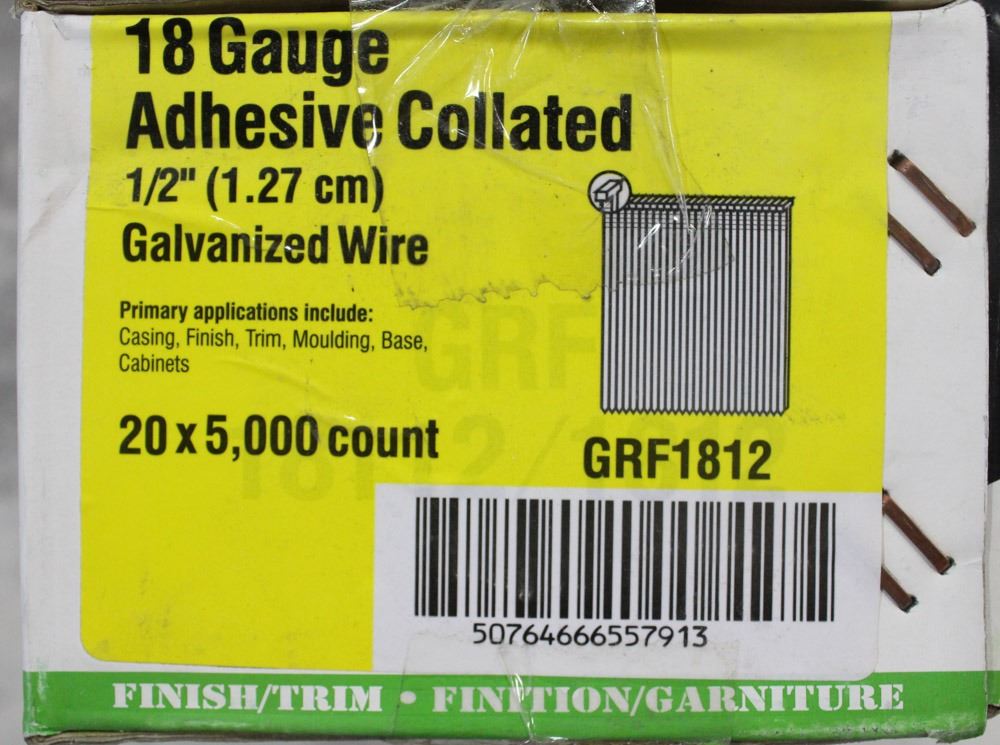 18 Gauge
Adhesive Collated
1/2" (1.27 cm)
Galvanized Wire
Primary applications include:
Casing, Finish, Trim, Moulding, Base,
Cabinets
GRF
20 x 5,000 count
GRF1812
50764666557913
FINISH/TRIM • FINITION/GARNITURE